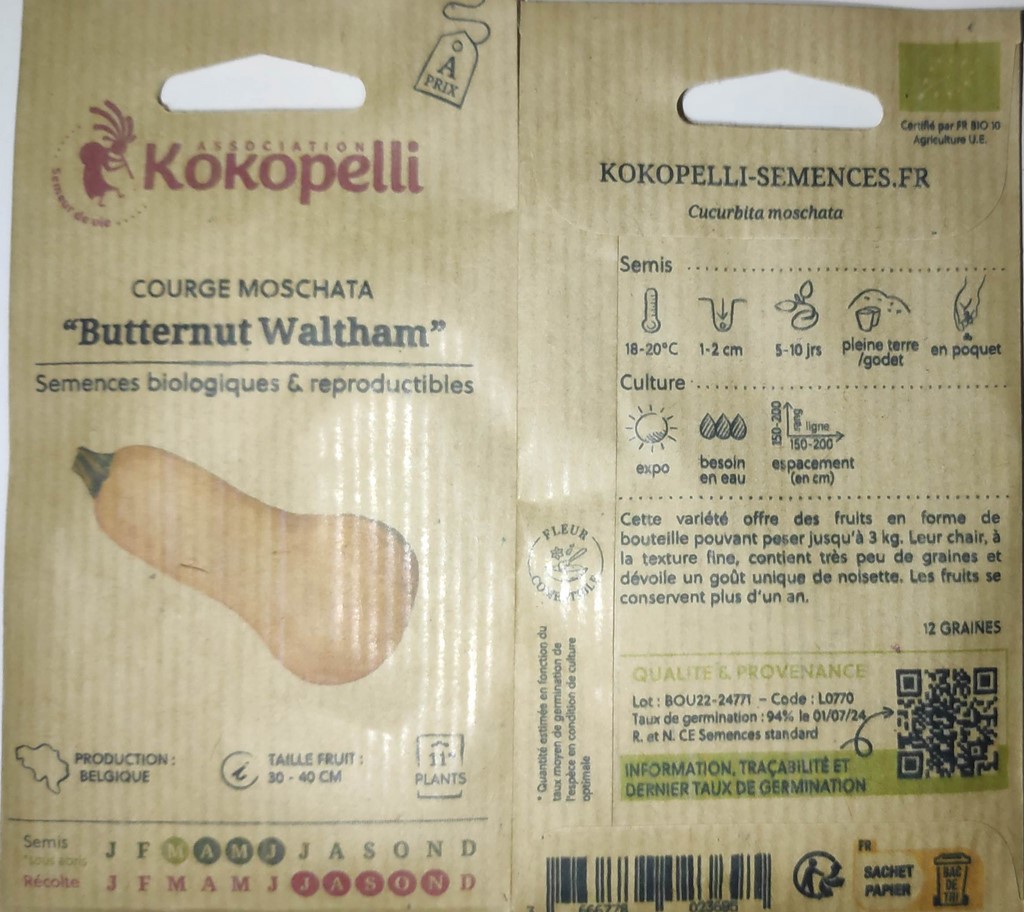 À
PRIX
ASSOCIATION
Kokopelli
Semeur de vie
COURGE MOSCHATA
“Butternut Waltham”
Semences biologiques & reproductibles
PRODUCTION :
BELGIQUE
TAILLE FRUIT :
30 - 40 CM
11*
PLANTS
Semis J F M A M J J A S O N D
*sous abris
Récolte J F M A M J J A S O N D
Certifié par FR BIO 10
Agriculture U.E.
KOKOPELLI-SEMENCES.FR
Cucurbita moschata
Semis
18-20°C
1-2 cm
5-10 jrs
pleine terre
/godet
en poquet
Culture
expo
besoin
en eau
150-200
rang
ligne
150-200
espacement
(en cm)
FLEUR
COMESTIBLE
Cette variété offre des fruits en forme de
bouteille pouvant peser jusqu'à 3 kg. Leur chair, à
la texture fine, contient très peu de graines et
dévoile un goût unique de noisette. Les fruits se
conservent plus d'un an.
12 GRAINES
* Quantité estimée en fonction du
taux moyen de germination de
l'espèce en condition de culture
optimale
QUALITÉ & PROVENANCE
Lot : BOU22-24771 – Code : L0770
Taux de germination : 94% le 01/07/24
R. et N. CE Semences standard
INFORMATION, TRAÇABILITÉ ET
DERNIER TAUX DE GERMINATION
3 666778 023695
FR
SACHET
PAPIER
BAC
DE
TRI